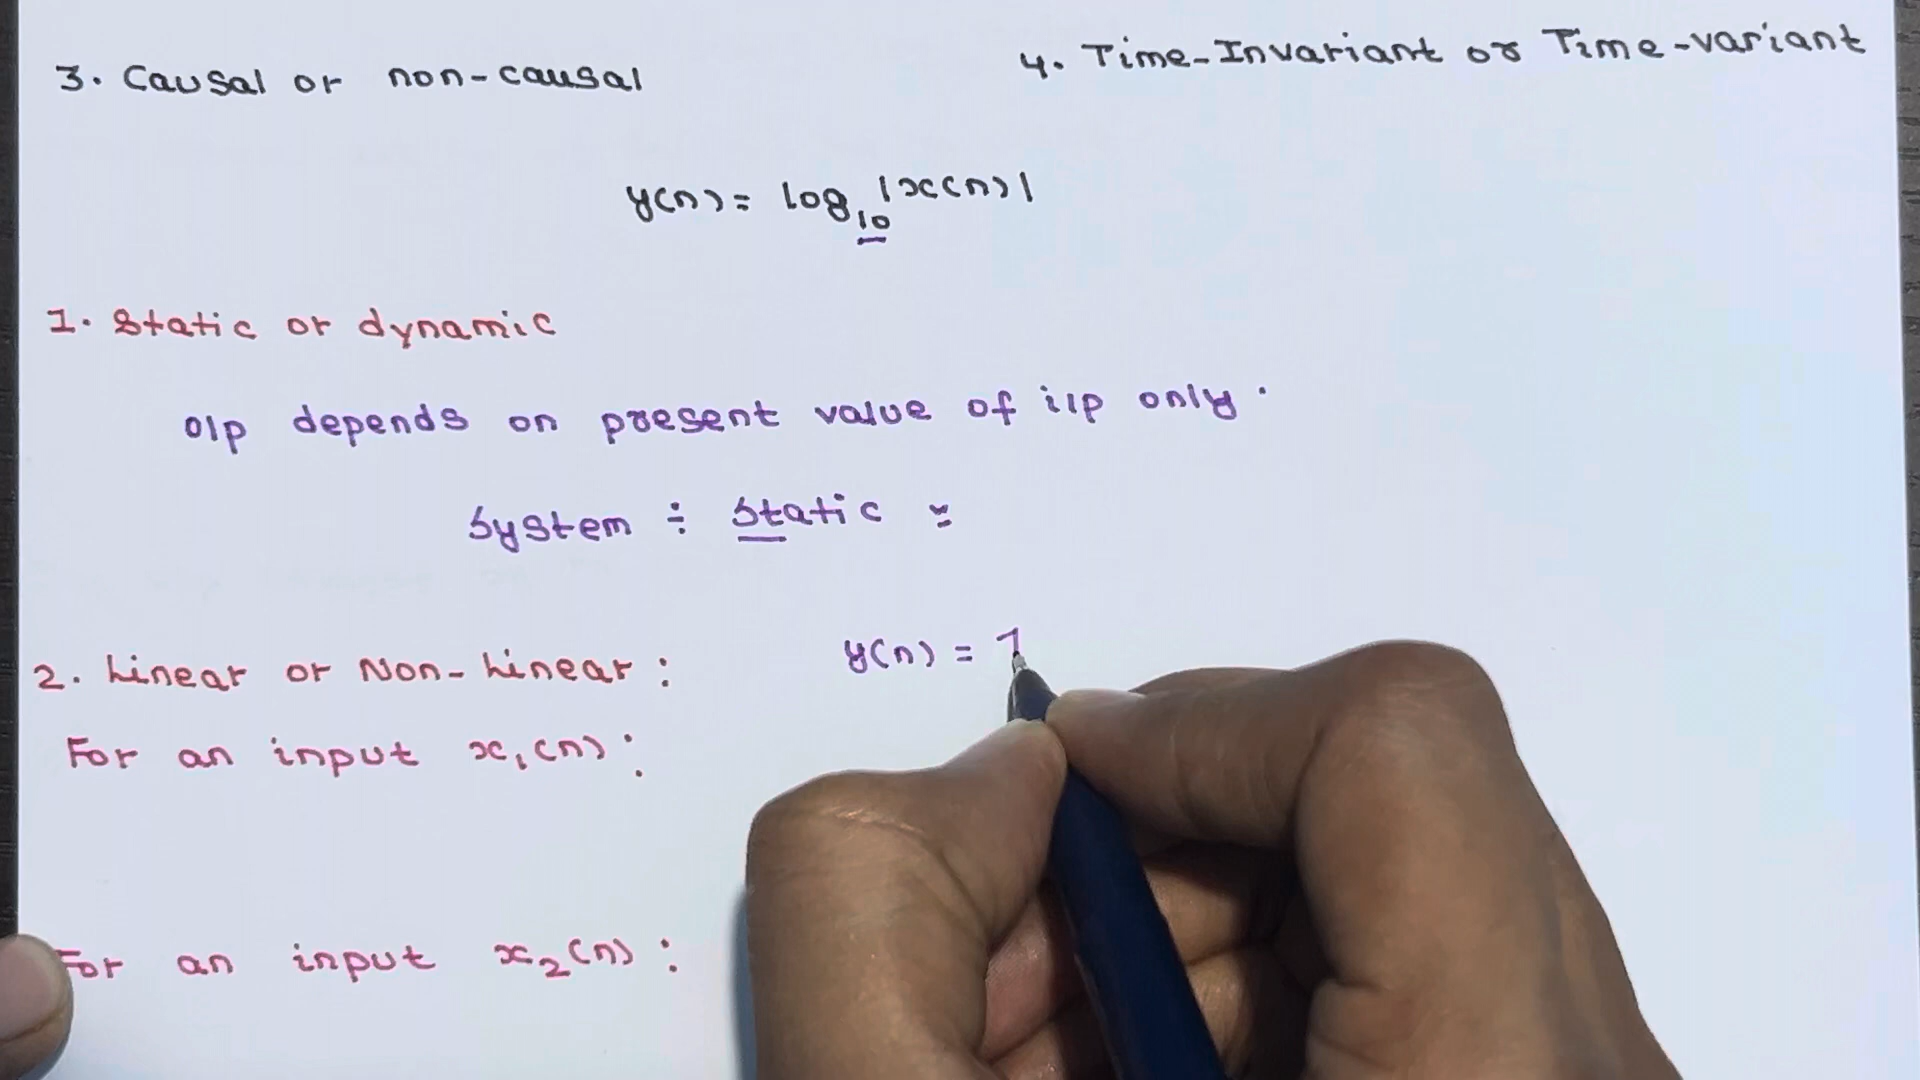 3. Causal or non-causal
4. Time-Invariant or Time-variant
y(n) = log₁₀|x(n)|
1. Static or dynamic
o/p depends on present value of i/p only.
System : Static
2. Linear or Non-Linear :
y(n) =
For an input x₁(n):
For an input x₂(n):